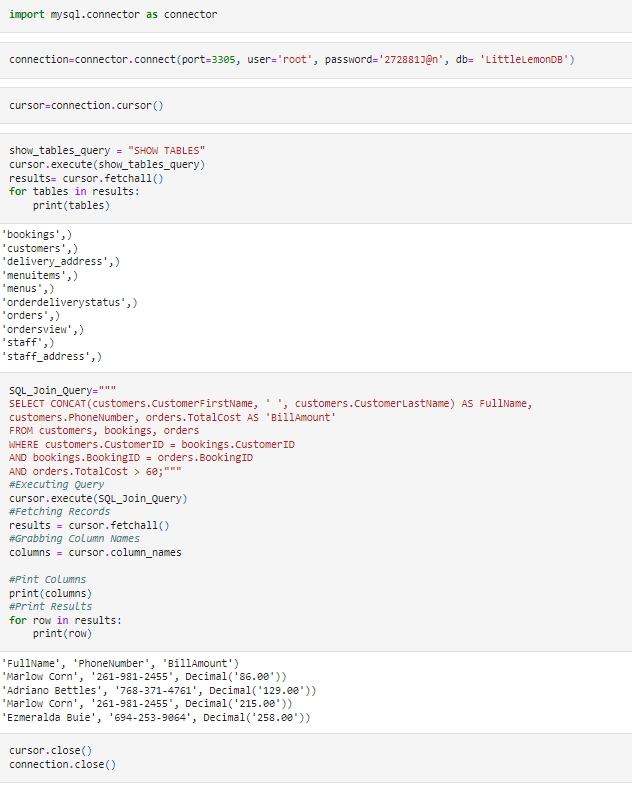 import mysql.connector as connector
connection=connector.connect(port=3305, user='root', password='272881J@n', db= 'LittleLemonDB')
cursor=connection.cursor()
show_tables_query = "SHOW TABLES"
cursor.execute(show_tables_query)
results= cursor.fetchall()
for tables in results:
    print(tables)
'bookings',)
'customers',)
'delivery_address',)
'menuitems',)
'menus',)
'orderdeliverystatus',)
'orders',)
'ordersview',)
'staff',)
'staff_address',)
SQL_Join_Query="""
SELECT CONCAT(customers.CustomerFirstName, ' ', customers.CustomerLastName) AS FullName,
customers.PhoneNumber, orders.TotalCost AS 'BillAmount'
FROM customers, bookings, orders
WHERE customers.CustomerID = bookings.CustomerID
AND bookings.BookingID = orders.BookingID
AND orders.TotalCost > 60;"""
#Executing Query
cursor.execute(SQL_Join_Query)
#Fetching Records
results = cursor.fetchall()
#Grabbing Column Names
columns = cursor.column_names
#Pint Columns
print(columns)
#Print Results
for row in results:
    print(row)
'FullName', 'PhoneNumber', 'BillAmount')
'Marlow Corn', '261-981-2455', Decimal('86.00'))
'Adriano Bettles', '768-371-4761', Decimal('129.00'))
'Marlow Corn', '261-981-2455', Decimal('215.00'))
'Ezmeralda Buie', '694-253-9064', Decimal('258.00'))
cursor.close()
connection.close()